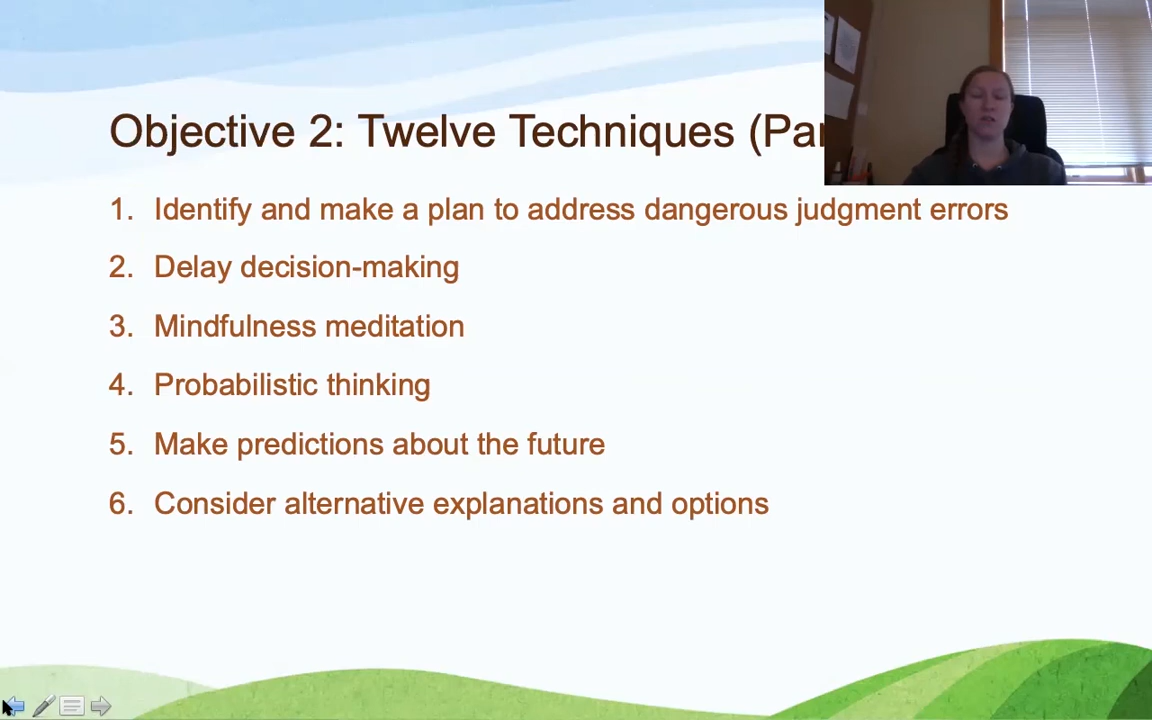 Objective 2: Twelve Techniques
1. Identify and make a plan to address dangerous judgment errors
2. Delay decision-making
3. Mindfulness meditation
4. Probabilistic thinking
5. Make predictions about the future
6. Consider alternative explanations and options